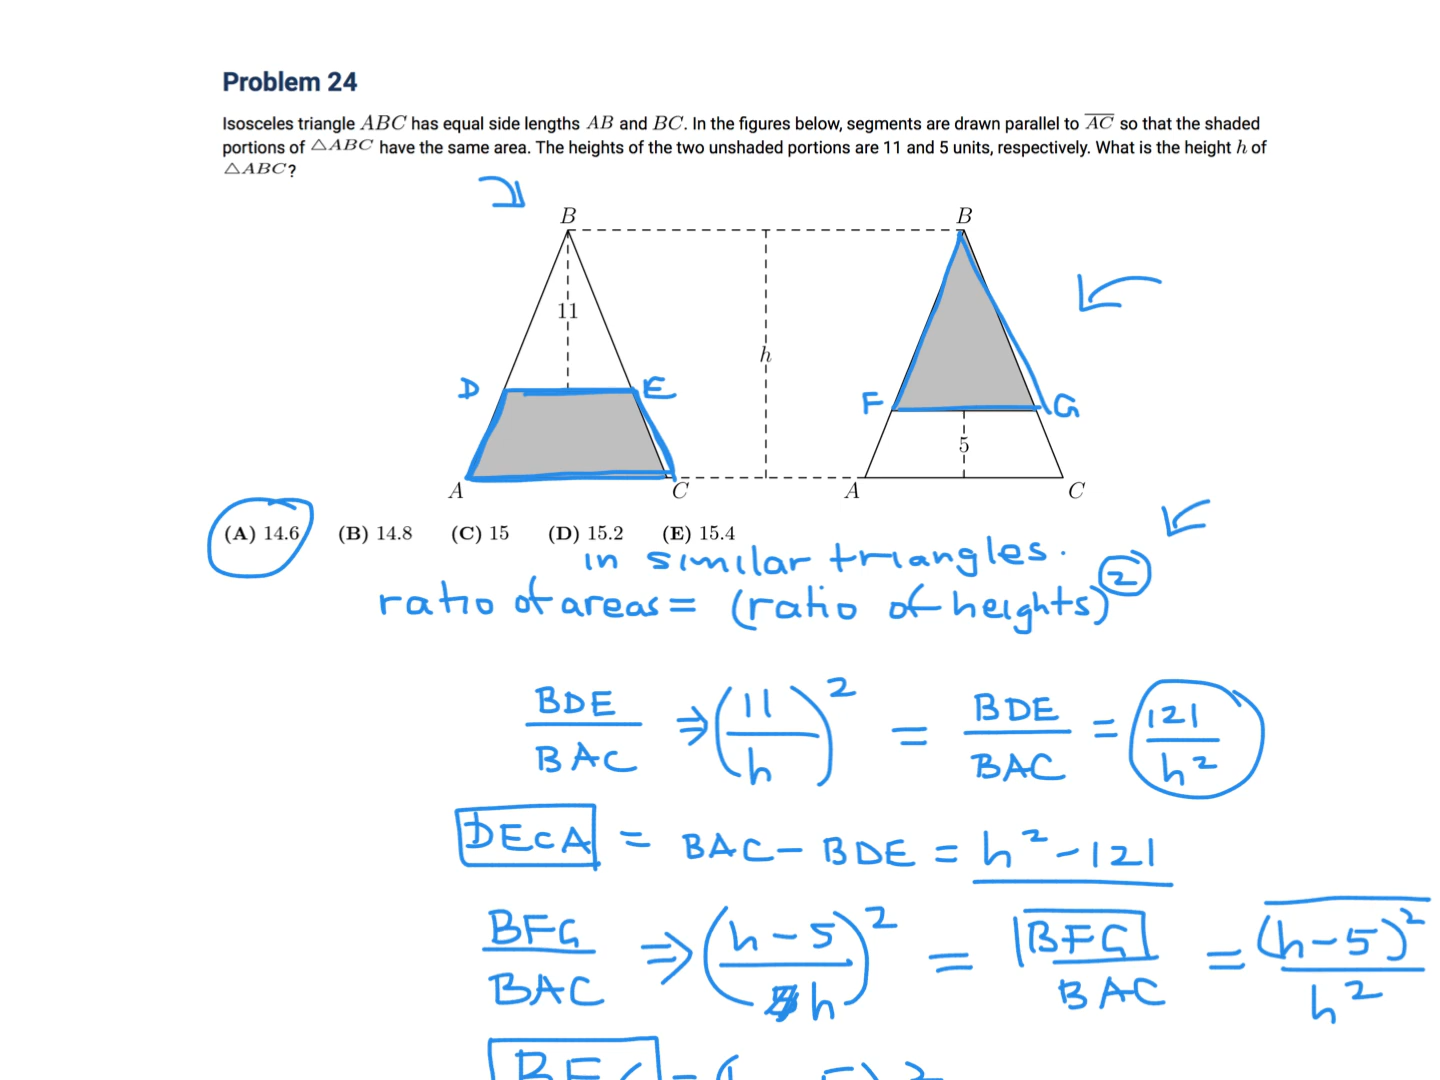 Problem 24
Isosceles triangle ABC has equal side lengths AB and BC. In the figures below, segments are drawn parallel to AC so that the shaded
portions of △ABC have the same area. The heights of the two unshaded portions are 11 and 5 units, respectively. What is the height h of
△ABC?
B B
11
h
D E F G
5
A C A C
(A) 14.6 (B) 14.8 (C) 15 (D) 15.2 (E) 15.4
in similar triangles.
ratio of areas = (ratio of heights)²
BDE/BAC ⇒ (11/h)² = BDE/BAC = 121/h²
DECA = BAC - BDE = h² - 121
BFG/BAC ⇒ (h-5/h)² = BFG/BAC = (h-5)²/h²